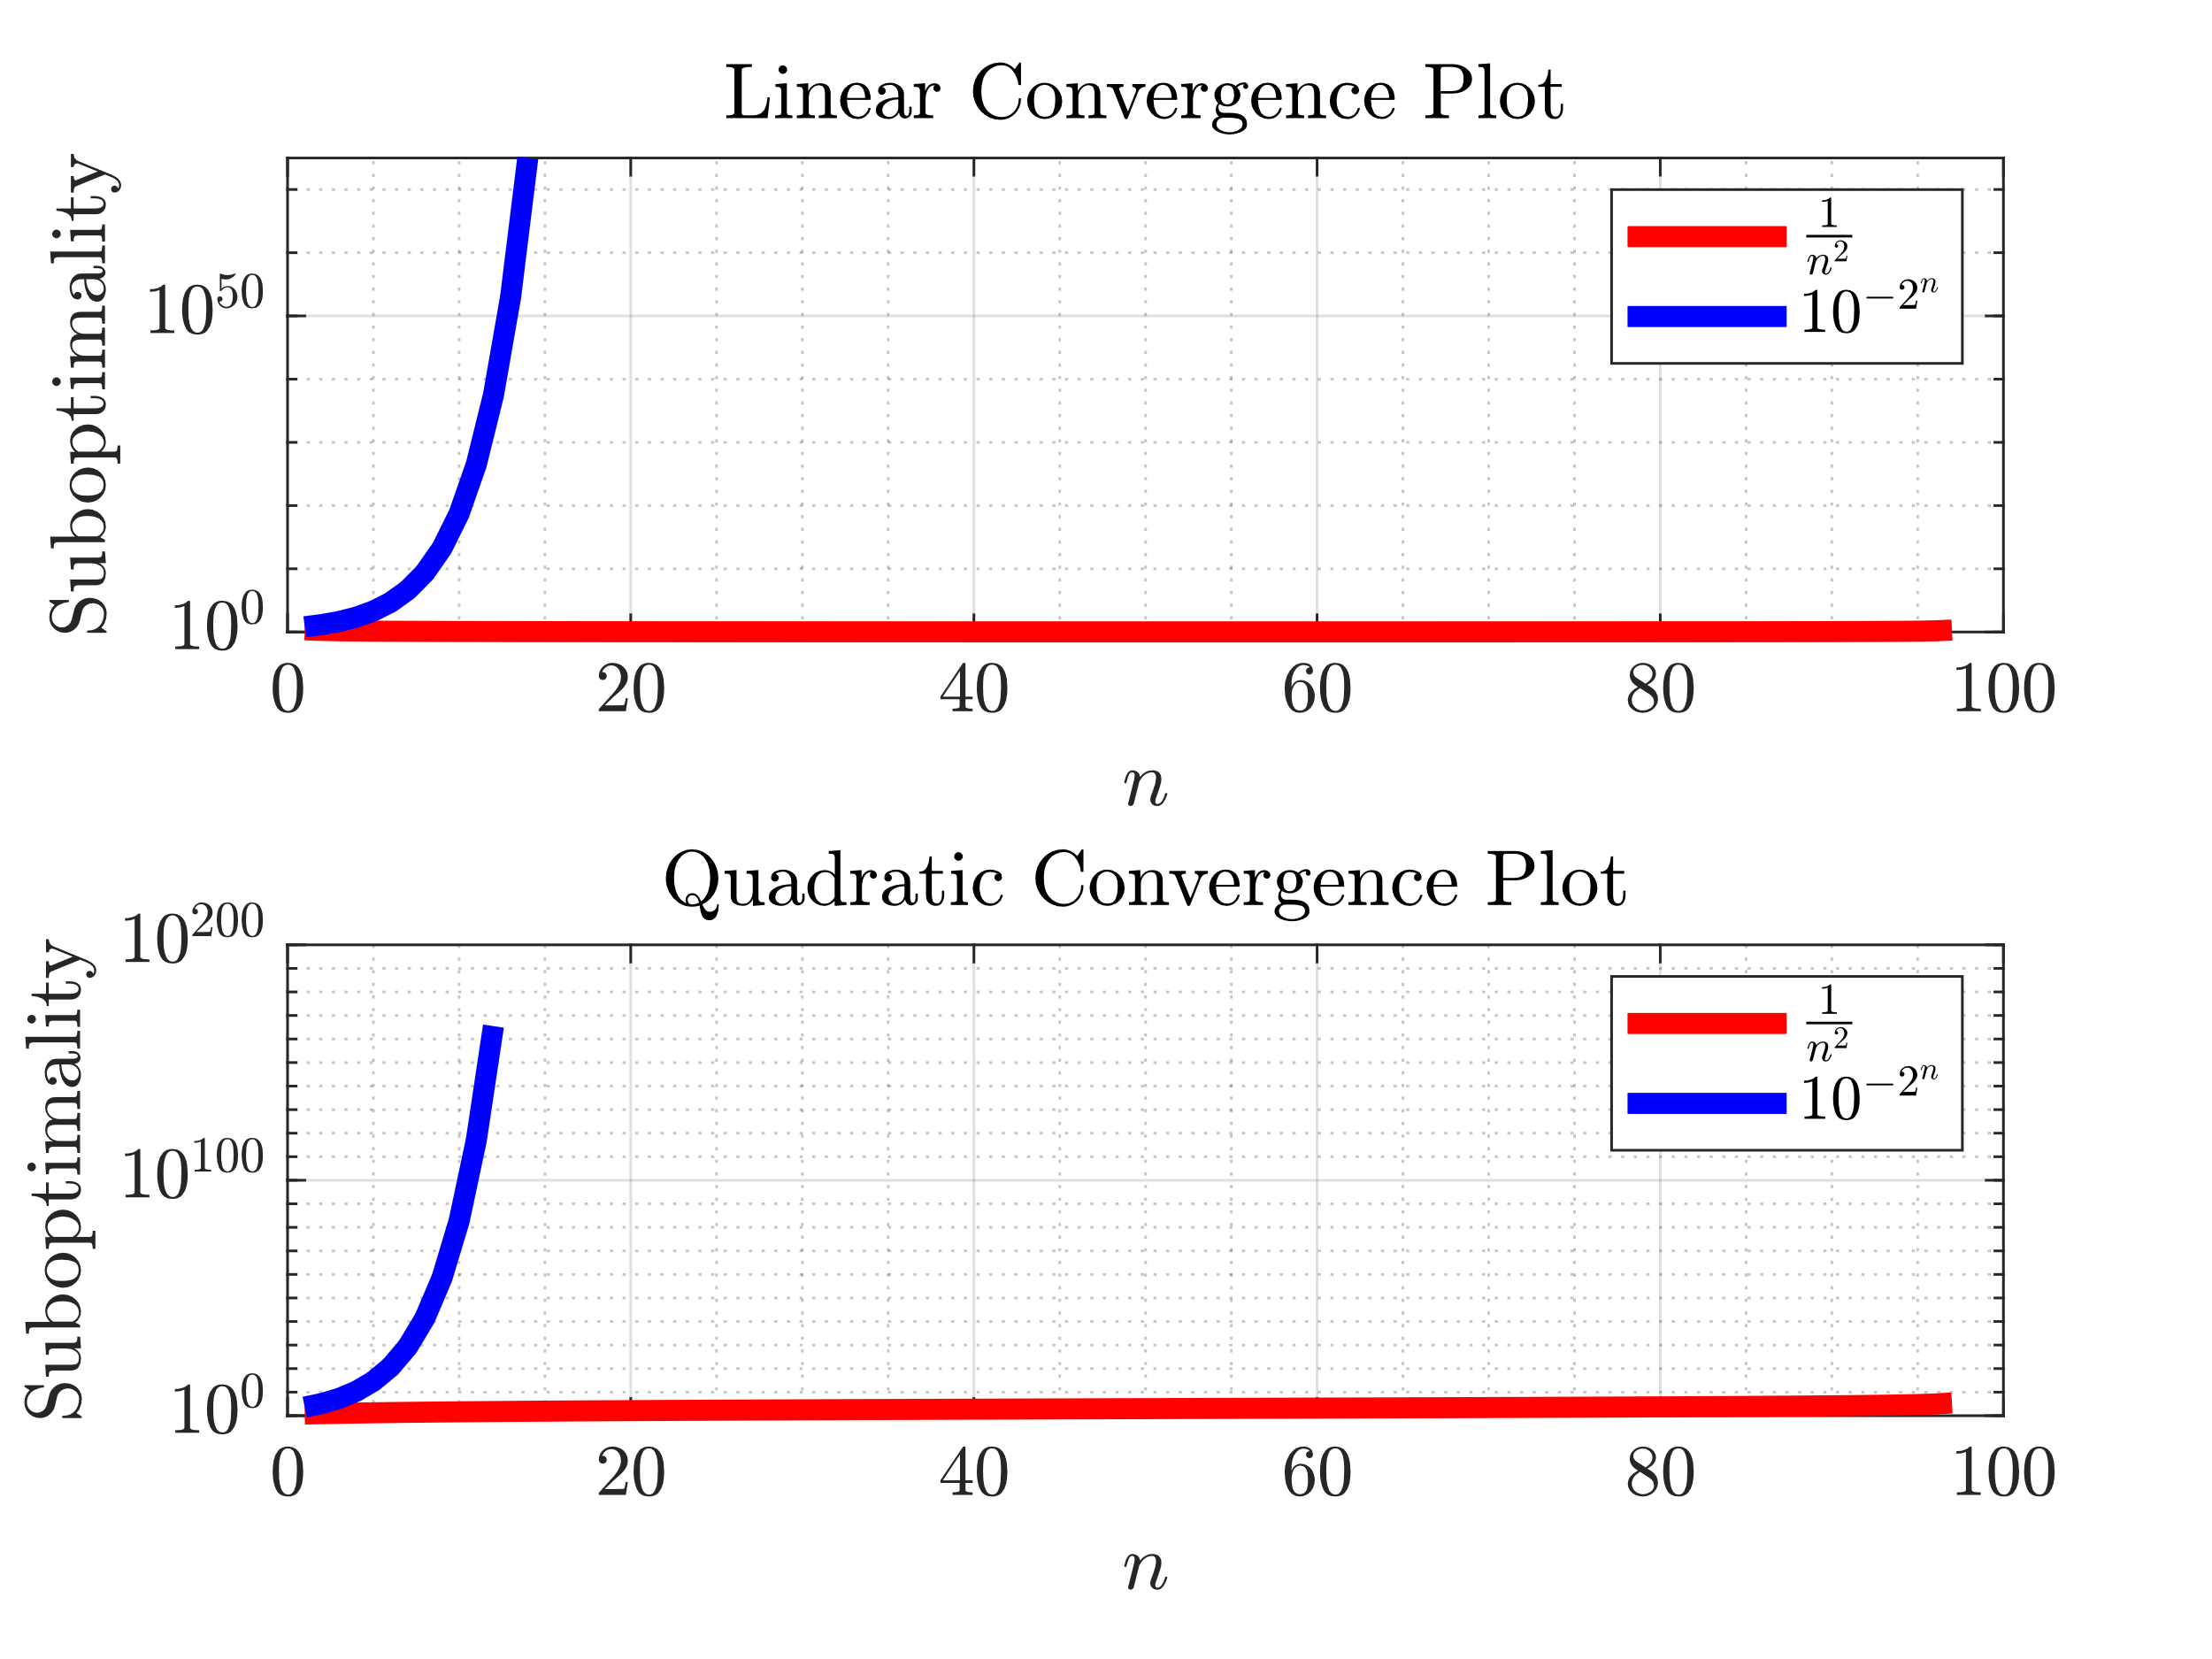 Linear Convergence Plot
Suboptimality
10^50
10^0
0 20 40 60 80 100
n
1/n^2
10^{-2^n}
Quadratic Convergence Plot
Suboptimality
10^200
10^100
10^0
0 20 40 60 80 100
n
1/n^2
10^{-2^n}